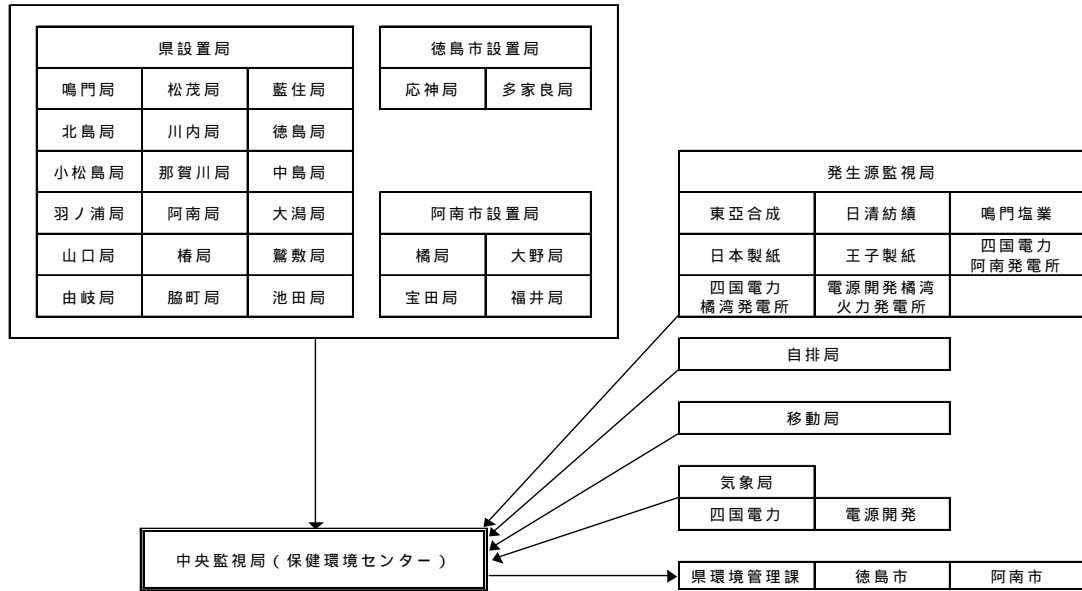 県設置局
鳴門局 松茂局 藍住局
北島局 川内局 徳島局
小松島局 那賀川局 中島局
羽ノ浦局 阿南局 大潟局
山口局 椿局 鷲敷局
由岐局 脇町局 池田局
徳島市設置局
応神局 多家良局
阿南市設置局
橘局 大野局
宝田局 福井局
発生源監視局
東亞合成 日清紡績 鳴門塩業
日本製紙 王子製紙 四国電力
阿南発電所
四国電力
橘湾発電所
電源開発橘湾
火力発電所
自排局
移動局
気象局
四国電力 電源開発
中央監視局(保健環境センター)
県環境管理課 徳島市 阿南市